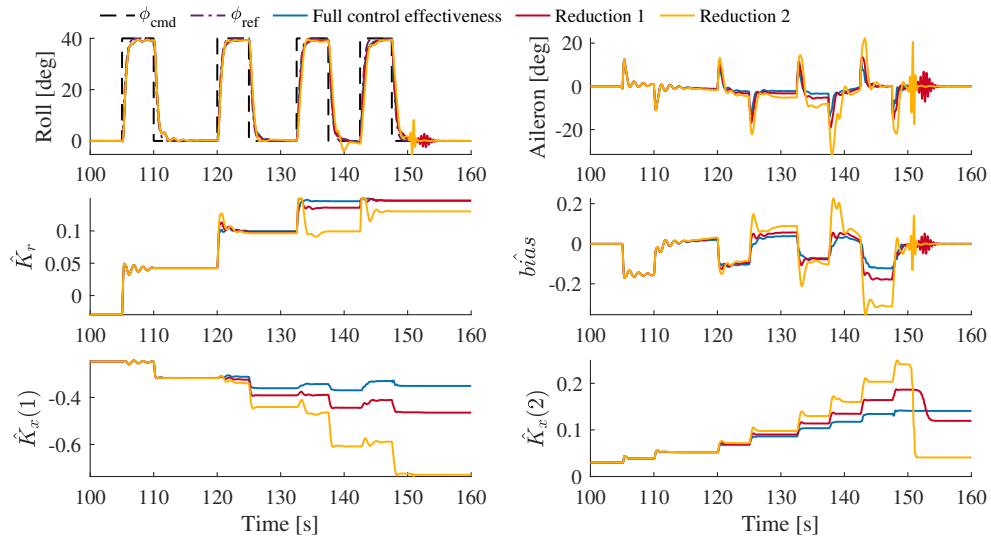 ϕcmd ϕref Full control effectiveness Reduction 1 Reduction 2
Roll [deg]
40
20
0
100 110 120 130 140 150 160
Aileron [deg]
20
0
-20
100 110 120 130 140 150 160
K̂r
0.1
0.05
0
100 110 120 130 140 150 160
biâs
0.2
0
-0.2
100 110 120 130 140 150 160
K̂x(1)
-0.4
-0.6
100 110 120 130 140 150 160
Time [s]
K̂x(2)
0.2
0.1
0
100 110 120 130 140 150 160
Time [s]